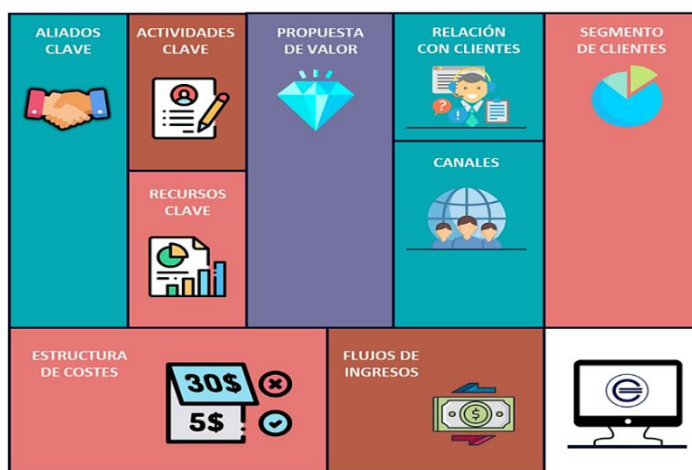 ALIADOS
CLAVE
ACTIVIDADES
CLAVE
PROPUESTA
DE VALOR
RELACIÓN
CON CLIENTES
SEGMENTO
DE CLIENTES
CANALES
RECURSOS
CLAVE
ESTRUCTURA
DE COSTES
30$
5$
FLUJOS DE
INGRESOS